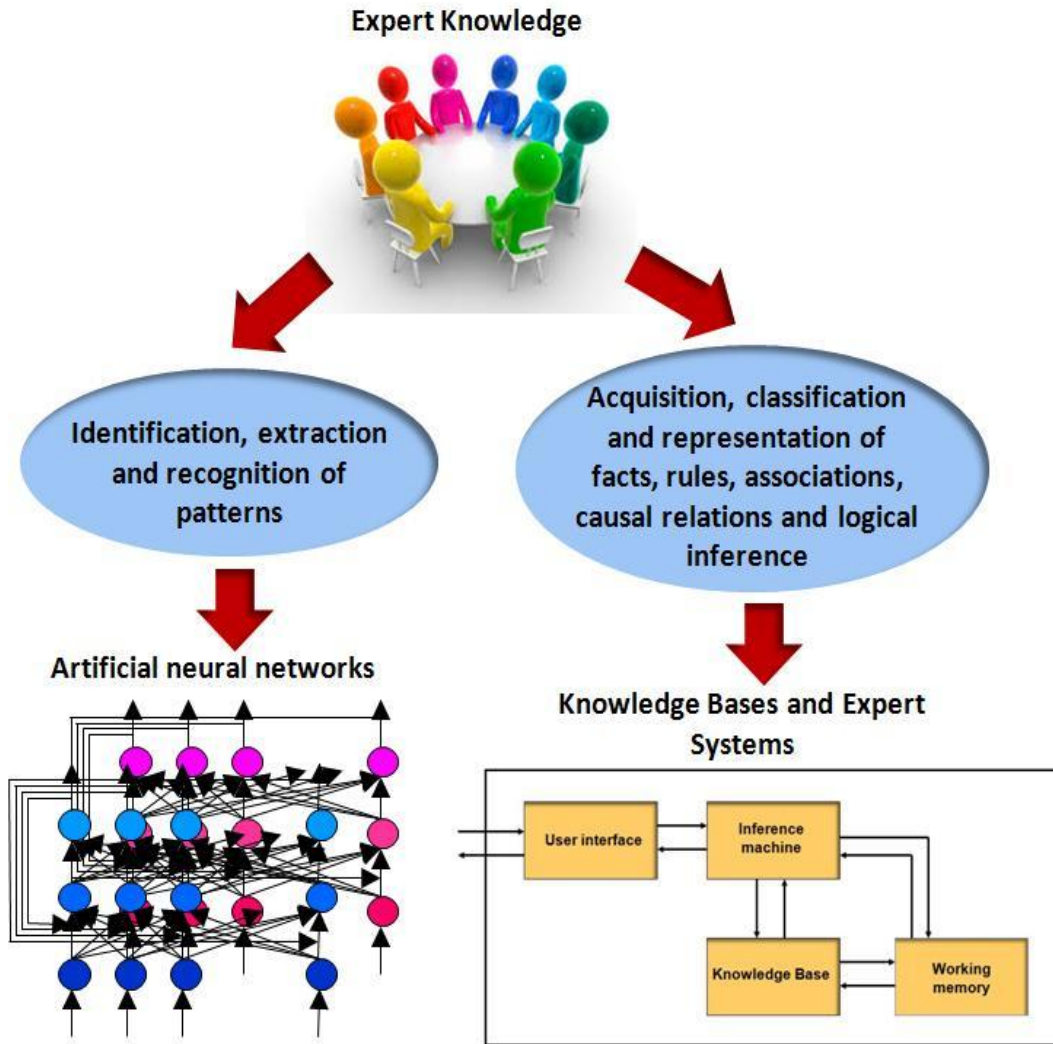 Expert Knowledge
Identification, extraction
and recognition of
patterns
Acquisition, classification
and representation of
facts, rules, associations,
causal relations and logical
inference
Artificial neural networks
Knowledge Bases and Expert
Systems
User interface
Inference
machine
Knowledge Base
Working
memory